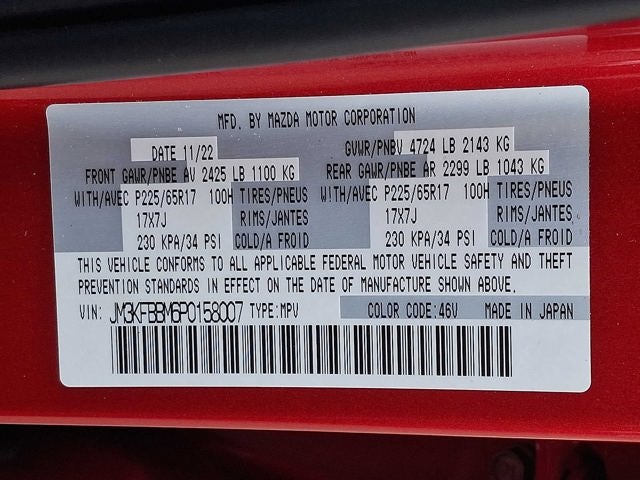 MFD. BY MAZDA MOTOR CORPORATION
DATE 11/22 GVWR/PNBV 4724 LB 2143 KG
FRONT GAWR/PNBE AV 2425 LB 1100 KG REAR GAWR/PNBE AR 2299 LB 1043 KG
WITH/AVEC P225/65R17 100H TIRES/PNEUS WITH/AVEC P225/65R17 100H TIRES/PNEUS
17X7J RIMS/JANTES 17X7J RIMS/JANTES
230 KPA/34 PSI COLD/A FROID 230 KPA/34 PSI COLD/A FROID
THIS VEHICLE CONFORMS TO ALL APPLICABLE FEDERAL MOTOR VEHICLE SAFETY AND THEFT
PREVENTION STANDARDS IN EFFECT ON THE DATE OF MANUFACTURE SHOWN ABOVE.
VIN: JM3KFBBM6P0158007 TYPE:MPV COLOR CODE:46V MADE IN JAPAN